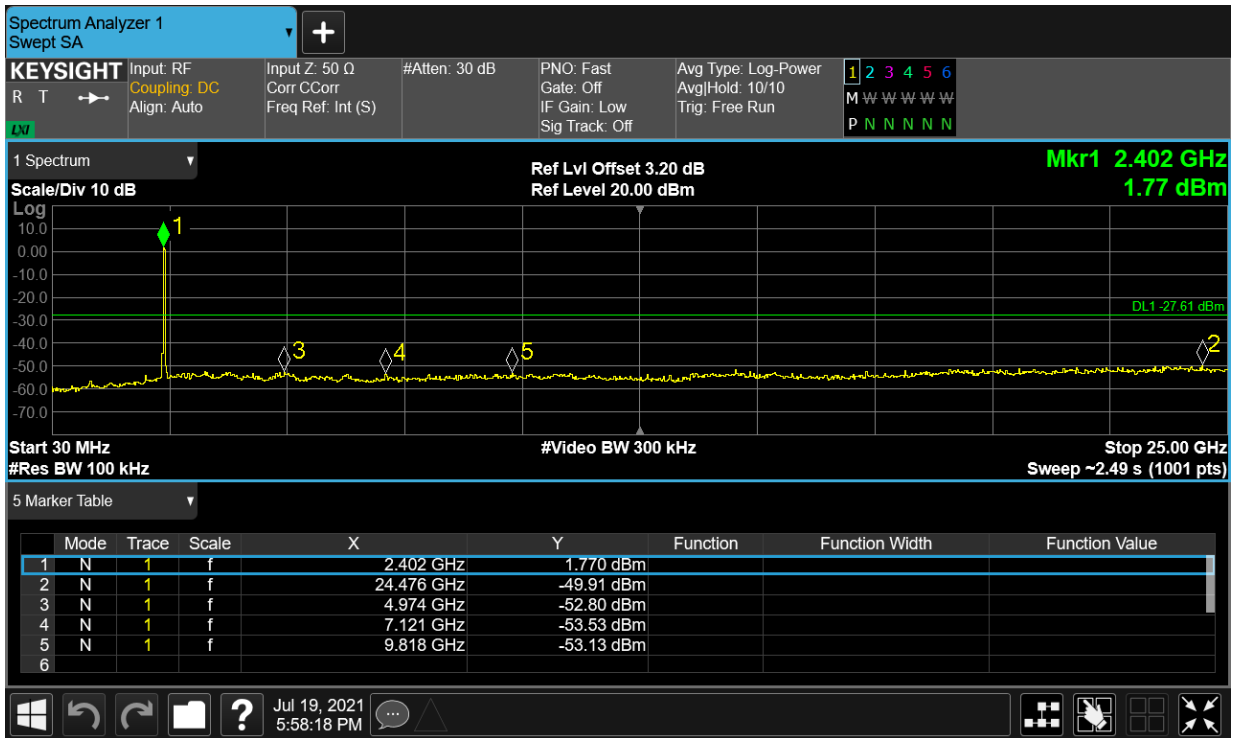 Spectrum Analyzer 1
Swept SA
KEYSIGHT
R T
LXI
Input: RF
Coupling: DC
Align: Auto
Input Z: 50 Ω
Corr CCorr
Freq Ref: Int (S)
#Atten: 30 dB
PNO: Fast
Gate: Off
IF Gain: Low
Sig Track: Off
Avg Type: Log-Power
Avg|Hold: 10/10
Trig: Free Run
1 2 3 4 5 6
M W W W W W
P N N N N N
1 Spectrum
Scale/Div 10 dB
Ref Lvl Offset 3.20 dB
Ref Level 20.00 dBm
Mkr1 2.402 GHz
1.77 dBm
Log
10.0
0.00
-10.0
-20.0
-30.0
-40.0
-50.0
-60.0
-70.0
1
DL1 -27.61 dBm
3
4
5
2
Start 30 MHz
#Res BW 100 kHz
#Video BW 300 kHz
Stop 25.00 GHz
Sweep ~2.49 s (1001 pts)
5 Marker Table
Mode Trace Scale X Y Function Function Width Function Value
1 N 1 f 2.402 GHz 1.770 dBm
2 N 1 f 24.476 GHz -49.91 dBm
3 N 1 f 4.974 GHz -52.80 dBm
4 N 1 f 7.121 GHz -53.53 dBm
5 N 1 f 9.818 GHz -53.13 dBm
6
?
Jul 19, 2021
5:58:18 PM